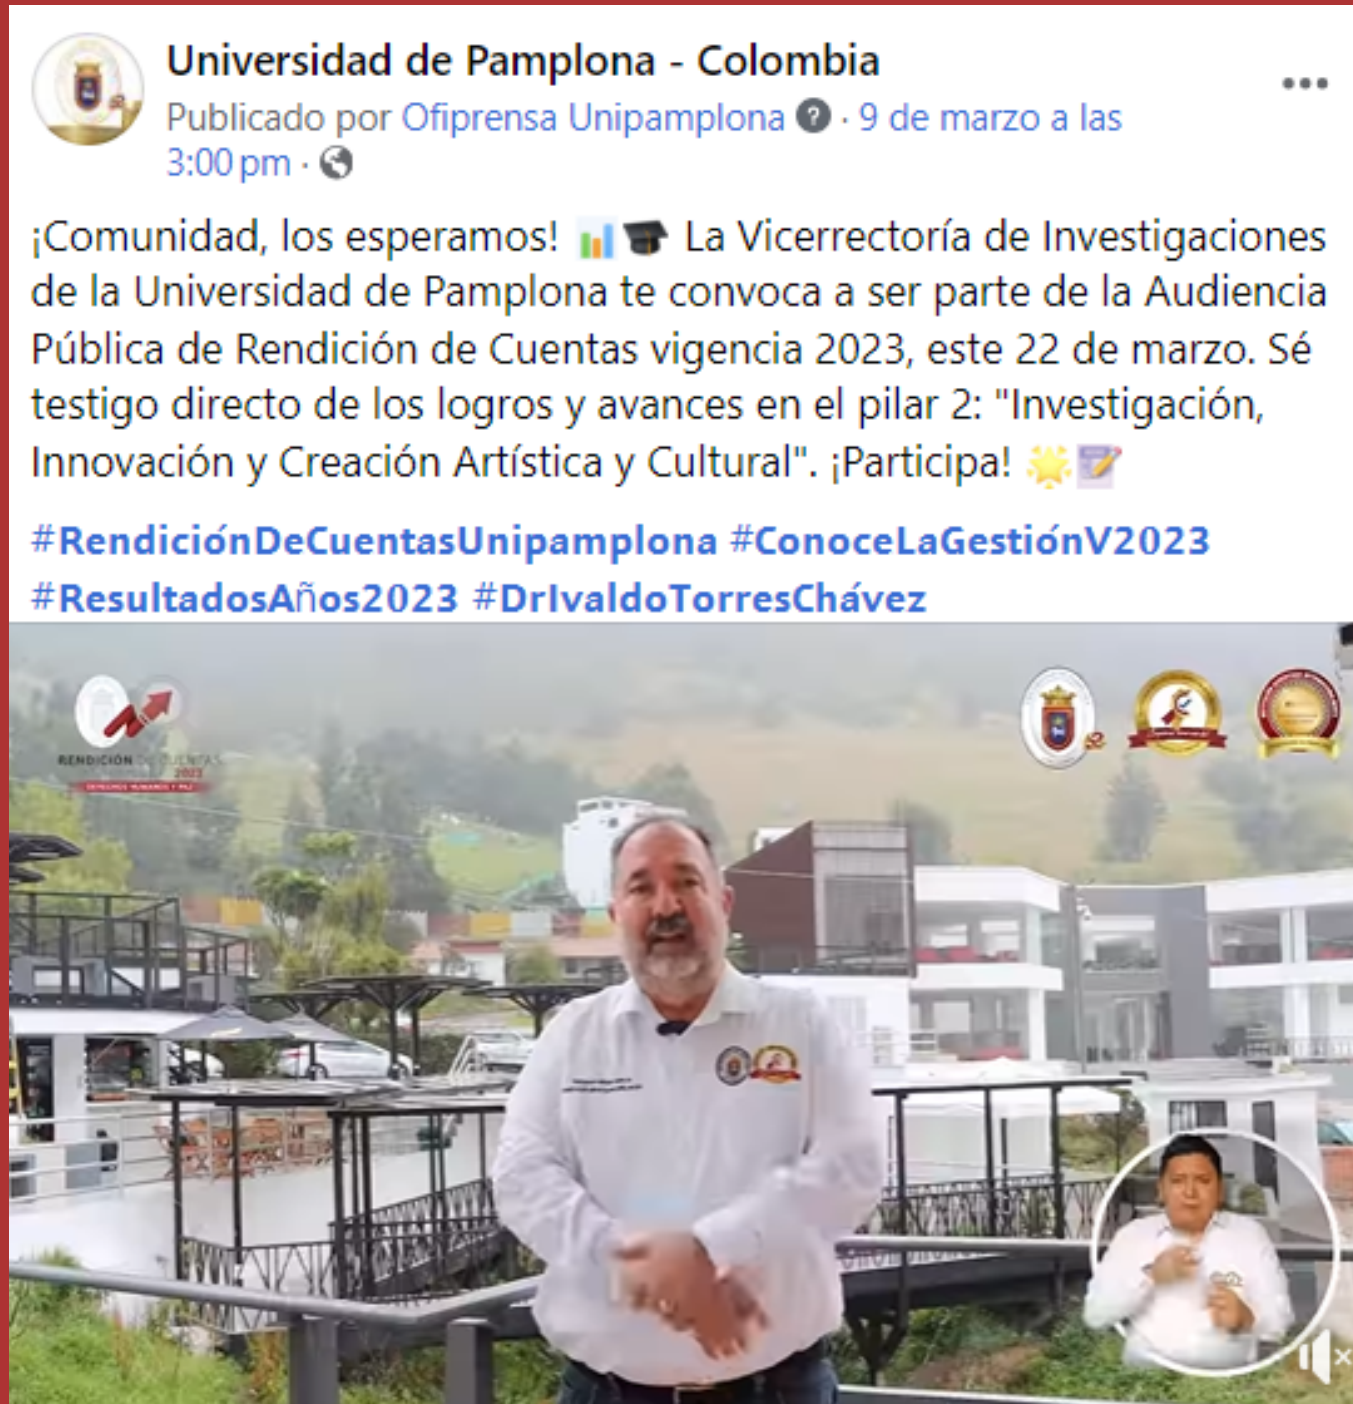 Universidad de Pamplona - Colombia
Publicado por Ofiprensa Unipamplona · 9 de marzo a las
3:00 pm ·
¡Comunidad, los esperamos! 📊🎓 La Vicerrectoría de Investigaciones
de la Universidad de Pamplona te convoca a ser parte de la Audiencia
Pública de Rendición de Cuentas vigencia 2023, este 22 de marzo. Sé
testigo directo de los logros y avances en el pilar 2: "Investigación,
Innovación y Creación Artística y Cultural". ¡Participa! 🌟📝
#RendiciónDeCuentasUnipamplona #ConoceLaGestiónV2023
#ResultadosAños2023 #DrIvaldoTorresChávez
RENDICIÓN DE CUENTAS
2023
DERECHOS HUMANOS Y PAZ